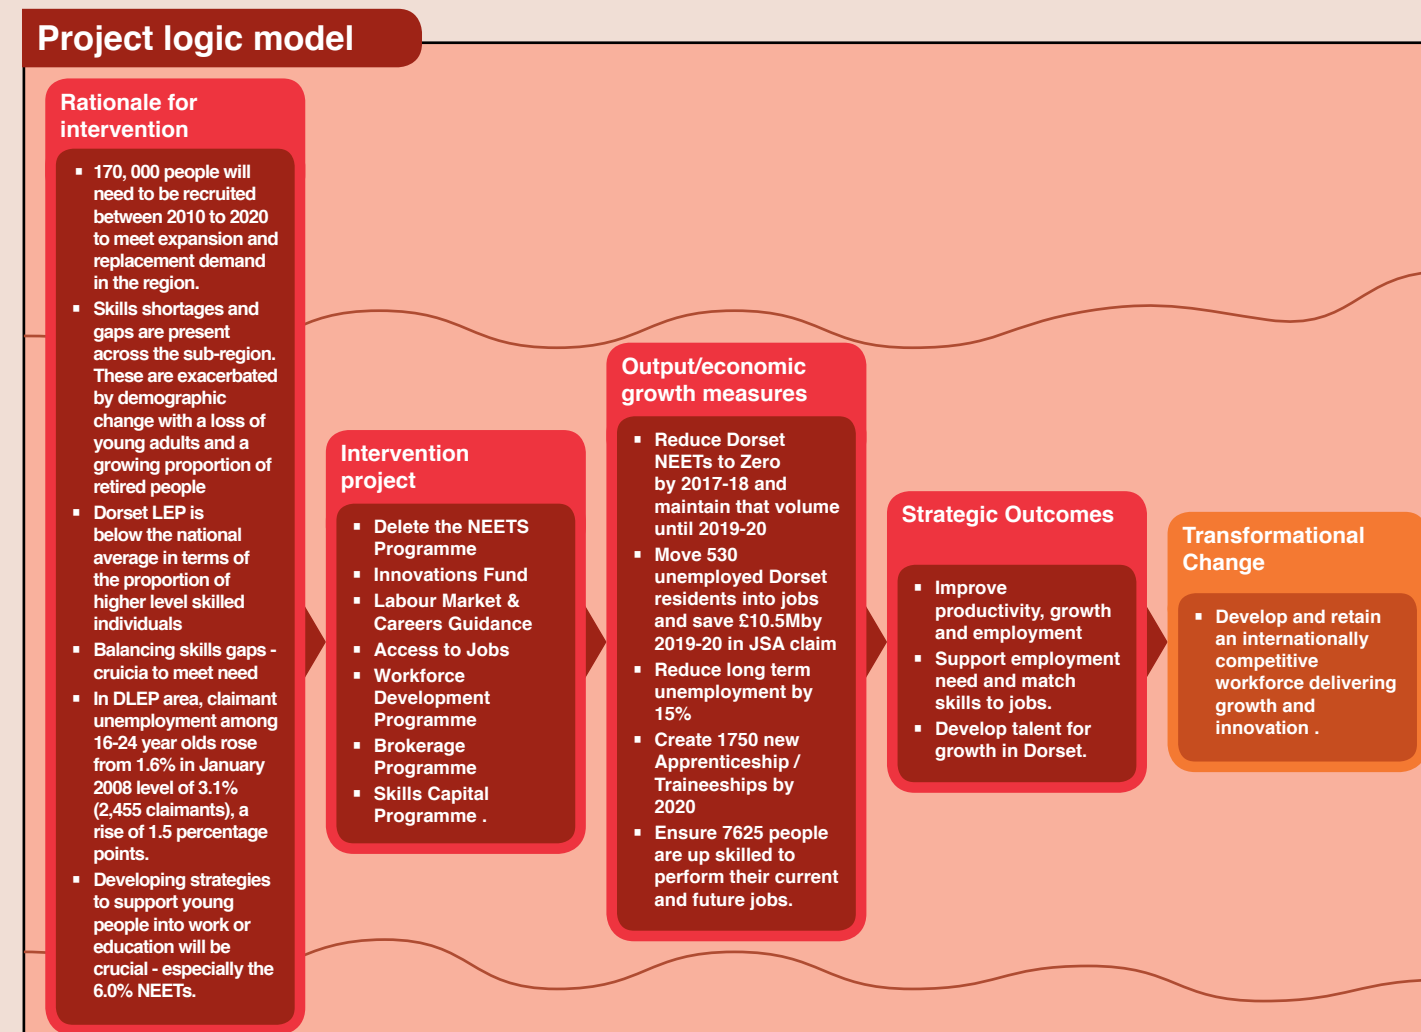 Project logic model
Rationale for
intervention
▪ 170, 000 people will
need to be recruited
between 2010 to 2020
to meet expansion and
replacement demand
in the region.
▪ Skills shortages and
gaps are present
across the sub-region.
These are exacerbated
by demographic
change with a loss of
young adults and a
growing proportion of
retired people
▪ Dorset LEP is
below the national
average in terms of
the proportion of
higher level skilled
individuals
▪ Balancing skills gaps -
cruicia to meet need
▪ In DLEP area, claimant
unemployment among
16-24 year olds rose
from 1.6% in January
2008 level of 3.1%
(2,455 claimants), a
rise of 1.5 percentage
points.
▪ Developing strategies
to support young
people into work or
education will be
crucial - especially the
6.0% NEETs.
Intervention
project
▪ Delete the NEETS
Programme
▪ Innovations Fund
▪ Labour Market &
Careers Guidance
▪ Access to Jobs
▪ Workforce
Development
Programme
▪ Brokerage
Programme
▪ Skills Capital
Programme .
Output/economic
growth measures
▪ Reduce Dorset
NEETs to Zero
by 2017-18 and
maintain that volume
until 2019-20
▪ Move 530
unemployed Dorset
residents into jobs
and save £10.5Mby
2019-20 in JSA claim
▪ Reduce long term
unemployment by
15%
▪ Create 1750 new
Apprenticeship /
Traineeships by
2020
▪ Ensure 7625 people
are up skilled to
perform their current
and future jobs.
Strategic Outcomes
▪ Improve
productivity, growth
and employment
▪ Support employment
need and match
skills to jobs.
▪ Develop talent for
growth in Dorset.
Transformational
Change
▪ Develop and retain
an internationally
competitive
workforce delivering
growth and
innovation .